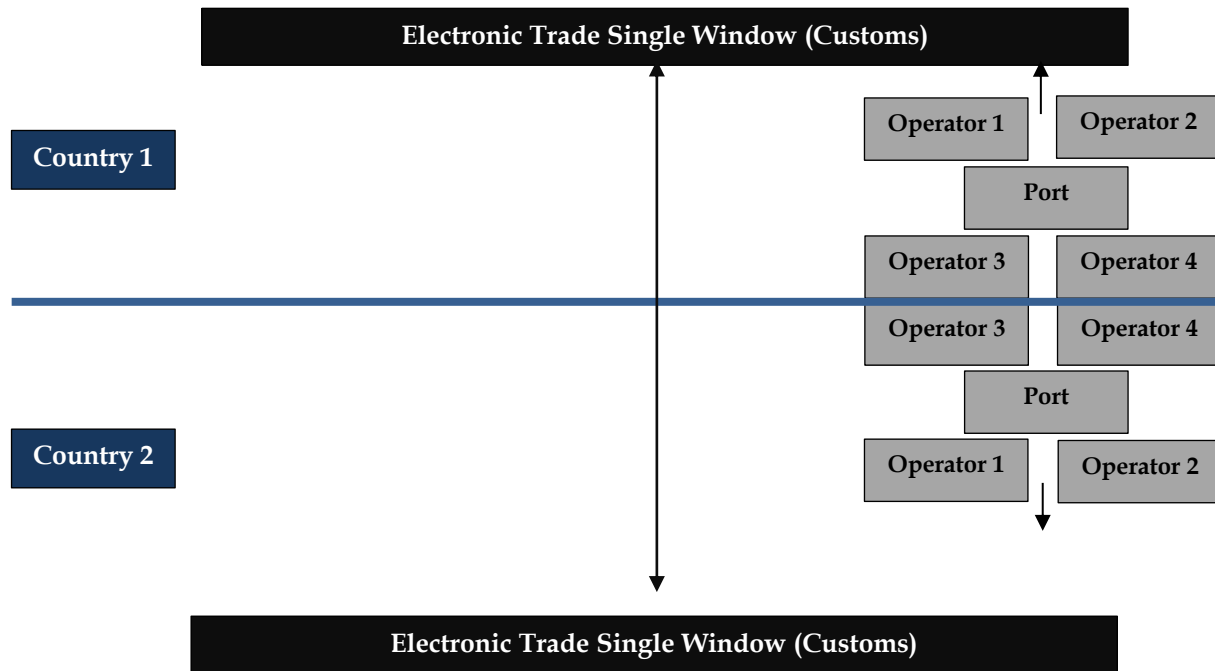 Electronic Trade Single Window (Customs)
Operator 1
Operator 2
Country 1
Port
Operator 3
Operator 4
Operator 3
Operator 4
Port
Country 2
Operator 1
Operator 2
Electronic Trade Single Window (Customs)